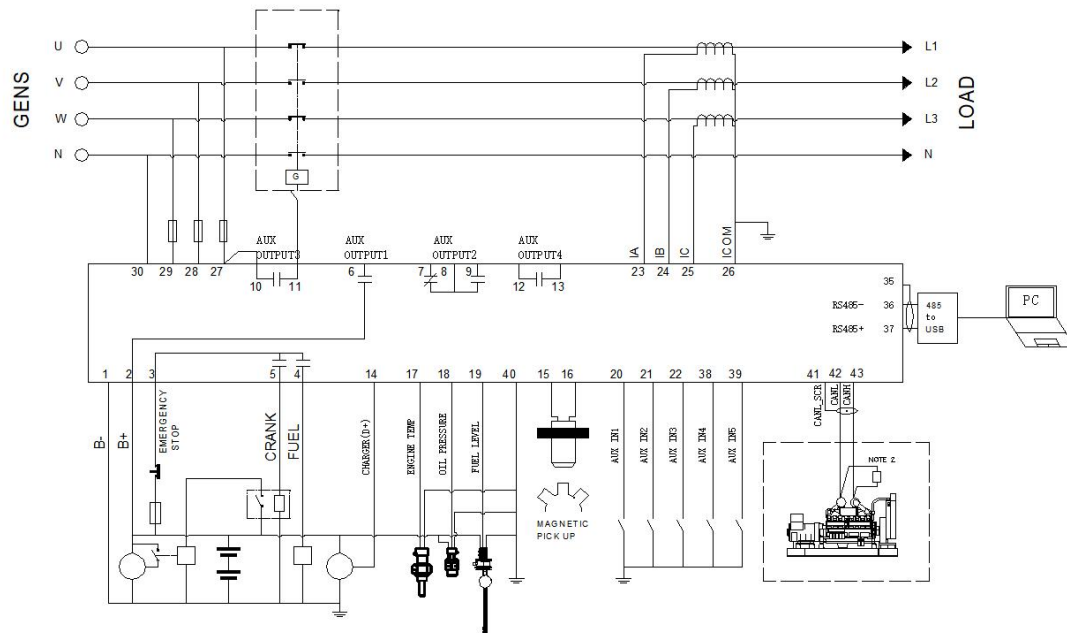 GENS
U
V
W
N
G
L1
L2
L3
N
LOAD
AUX
OUTPUT3
AUX
OUTPUT1
AUX
OUTPUT2
AUX
OUTPUT4
IA
IB
IC
ICOM
30
29
28
27
10
11
6
7
8
9
12
13
23
24
25
26
35
RS485-
36
RS485+
37
485
to
USB
PC
1
2
3
5
4
14
17
18
19
40
15
16
20
21
22
38
39
41
42
43
B-
B+
EMERGENCY
STOP
CRANK
FUEL
CHARGER(D+)
ENGINE TEMP
OIL PRESSURE
FUEL LEVEL
MAGNETIC
PICK UP
AUX IN1
AUX IN2
AUX IN3
AUX IN4
AUX IN5
CANL_SCR
CANL
CANH
NOTE 2